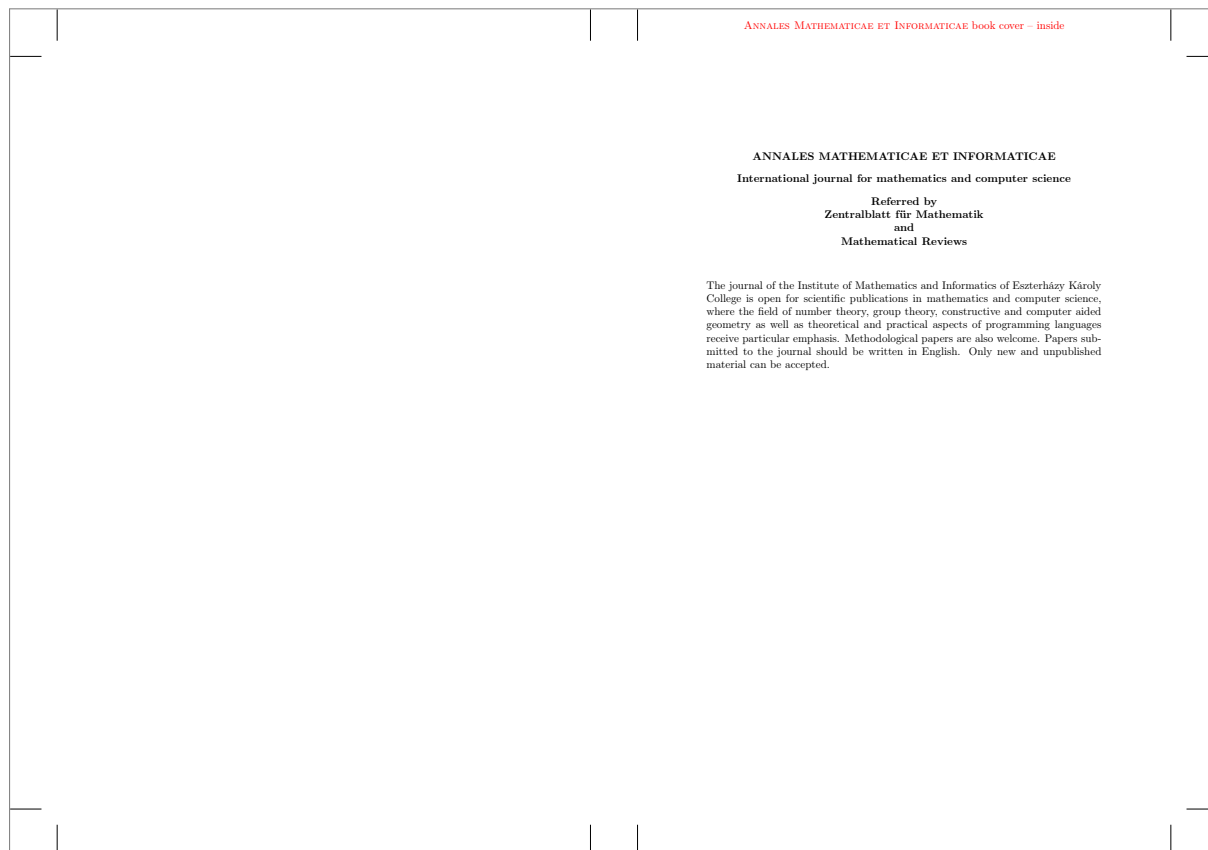 Annales Mathematicae et Informaticae book cover – inside
ANNALES MATHEMATICAE ET INFORMATICAE
International journal for mathematics and computer science
Referred by
Zentralblatt für Mathematik
and
Mathematical Reviews
The journal of the Institute of Mathematics and Informatics of Eszterházy Károly
College is open for scientific publications in mathematics and computer science,
where the field of number theory, group theory, constructive and computer aided
geometry as well as theoretical and practical aspects of programming languages
receive particular emphasis. Methodological papers are also welcome. Papers sub-
mitted to the journal should be written in English. Only new and unpublished
material can be accepted.